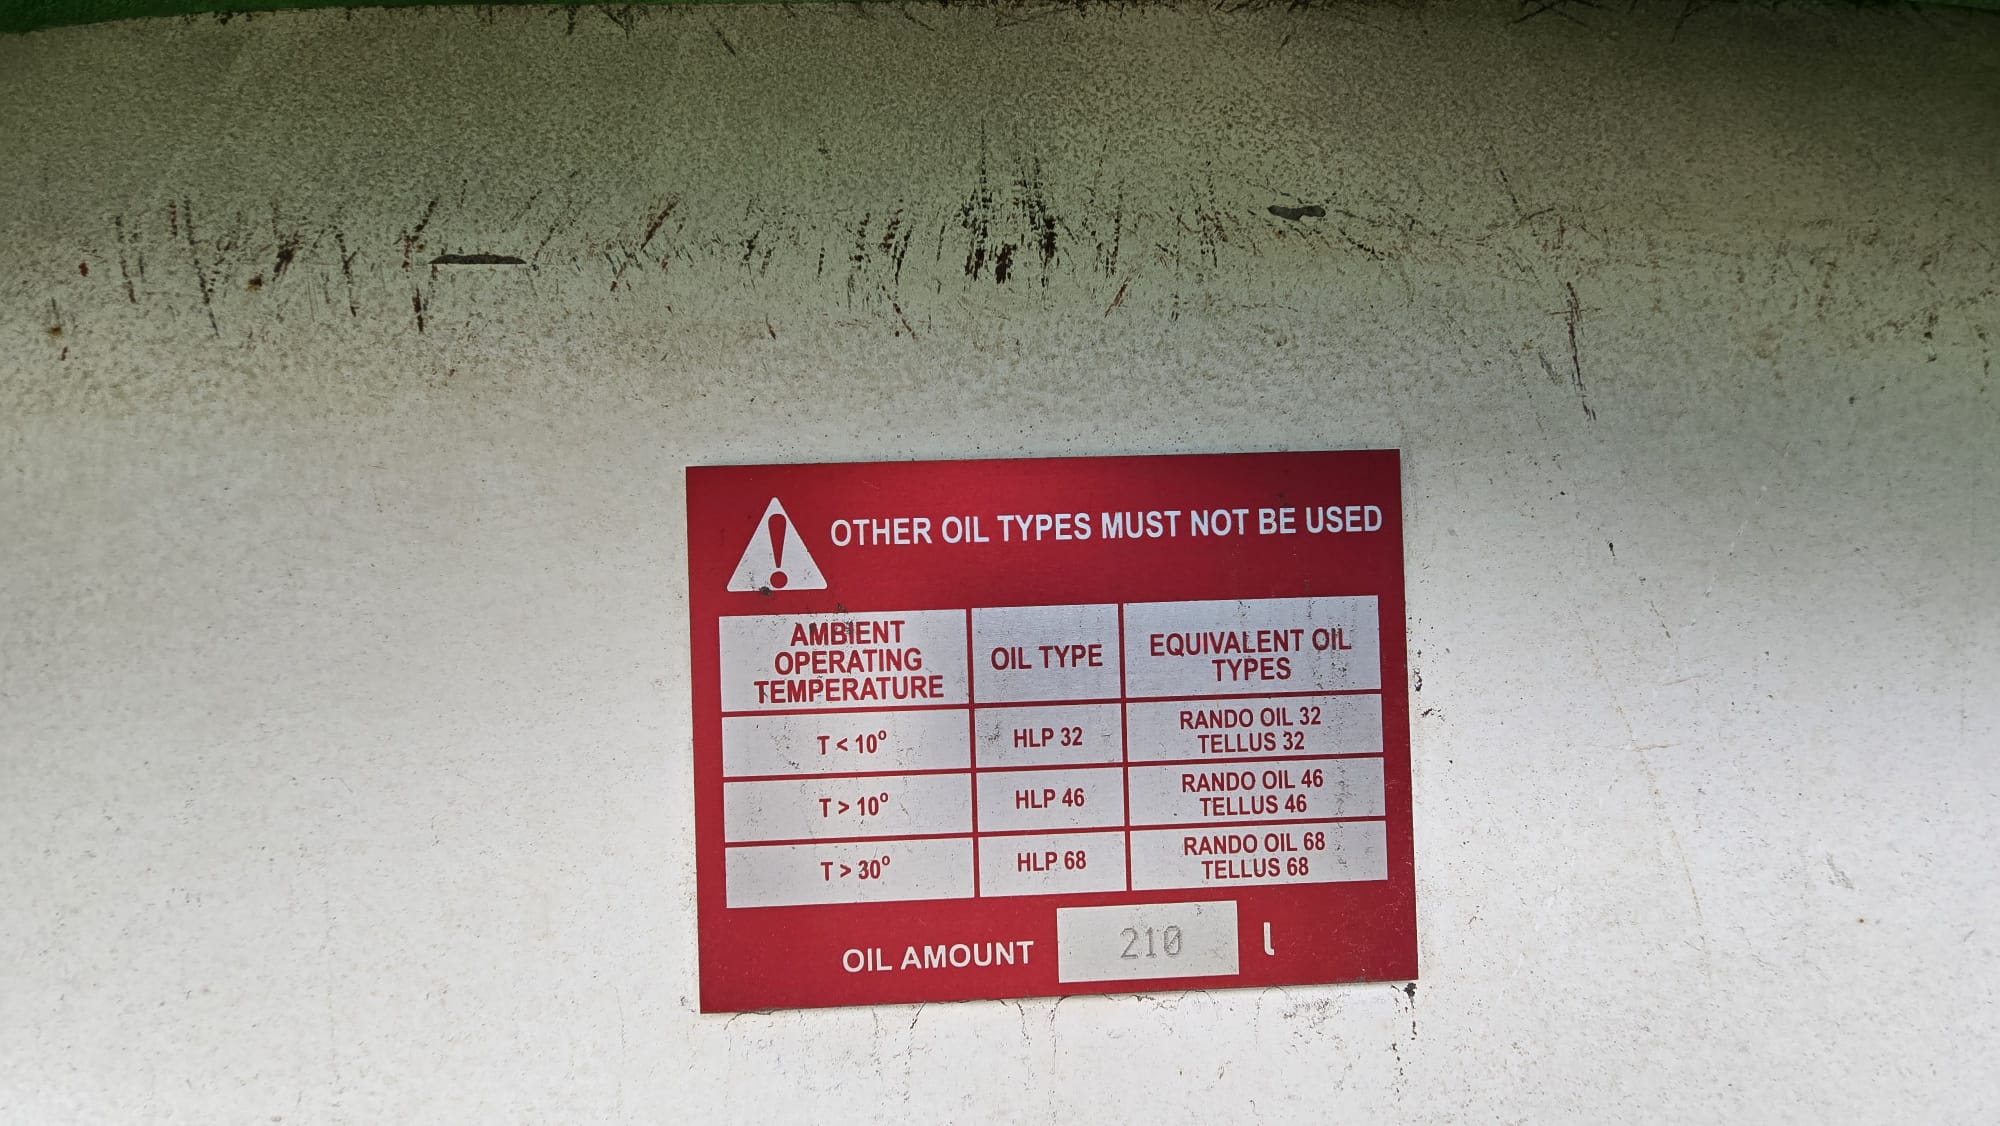 OTHER OIL TYPES MUST NOT BE USED
AMBIENT
OPERATING
TEMPERATURE
OIL TYPE
EQUIVALENT OIL
TYPES
T < 10°
HLP 32
RANDO OIL 32
TELLUS 32
T > 10°
HLP 46
RANDO OIL 46
TELLUS 46
T > 30°
HLP 68
RANDO OIL 68
TELLUS 68
OIL AMOUNT 210 l